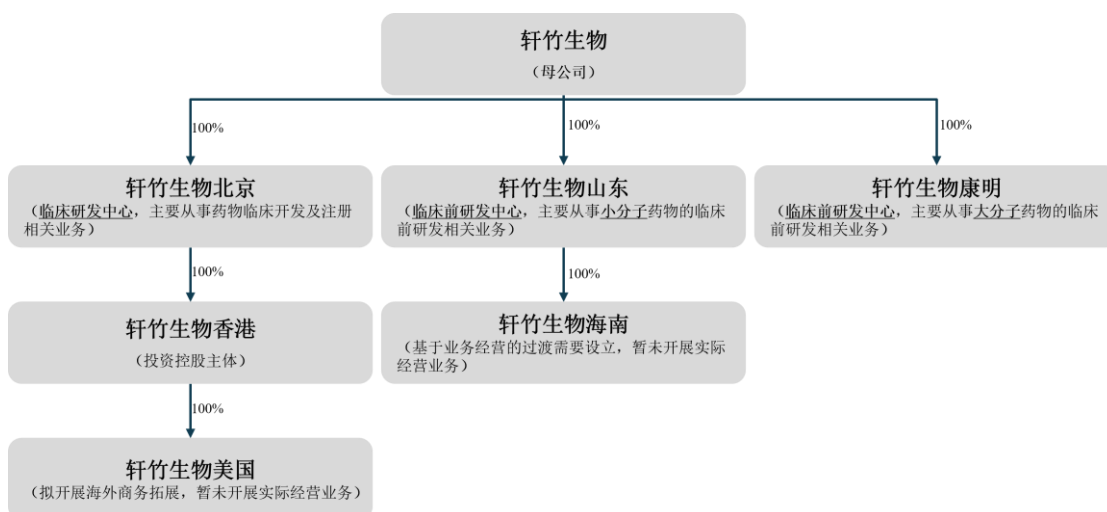 轩竹生物
（母公司）
100%
100%
100%
轩竹生物北京
（临床研发中心，主要从事药物临床开发及注册
相关业务）
轩竹生物山东
（临床前研发中心，主要从事小分子药物的临床
前研发相关业务）
轩竹生物康明
（临床前研发中心，主要从事大分子药物的临床
前研发相关业务）
100%
100%
轩竹生物香港
（投资控股主体）
轩竹生物海南
（基于业务经营的过渡需要设立，暂未开展实际
经营业务）
100%
轩竹生物美国
（拟开展海外商务拓展，暂未开展实际经营业务）